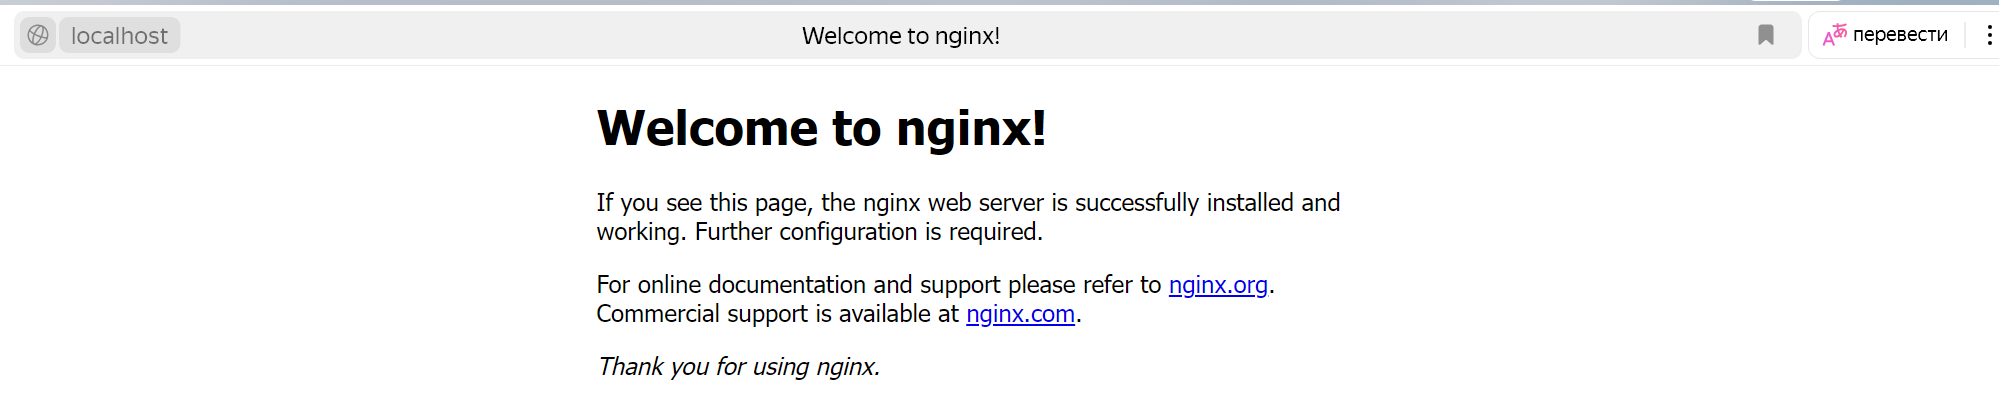 localhost
Welcome to nginx!
перевести
Welcome to nginx!
If you see this page, the nginx web server is successfully installed and
working. Further configuration is required.
For online documentation and support please refer to nginx.org.
Commercial support is available at nginx.com.
Thank you for using nginx.